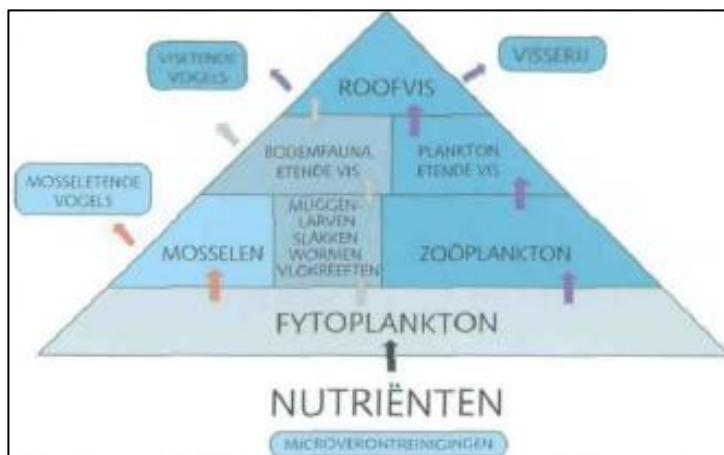 VISETENDE
VOGELS
VISSERIJ
ROOFVIS
BODEMFAUNA
ETENDE VIS
PLANKTON
ETENDE VIS
MOSSELETENDE
VOGELS
MUGGEN-
LARVEN
SLAKKEN
WORMEN
VLOKREEFTEN
MOSSELEN
ZOÖPLANKTON
FYTOPLANKTON
NUTRIËNTEN
MICROVERONTREINIGINGEN